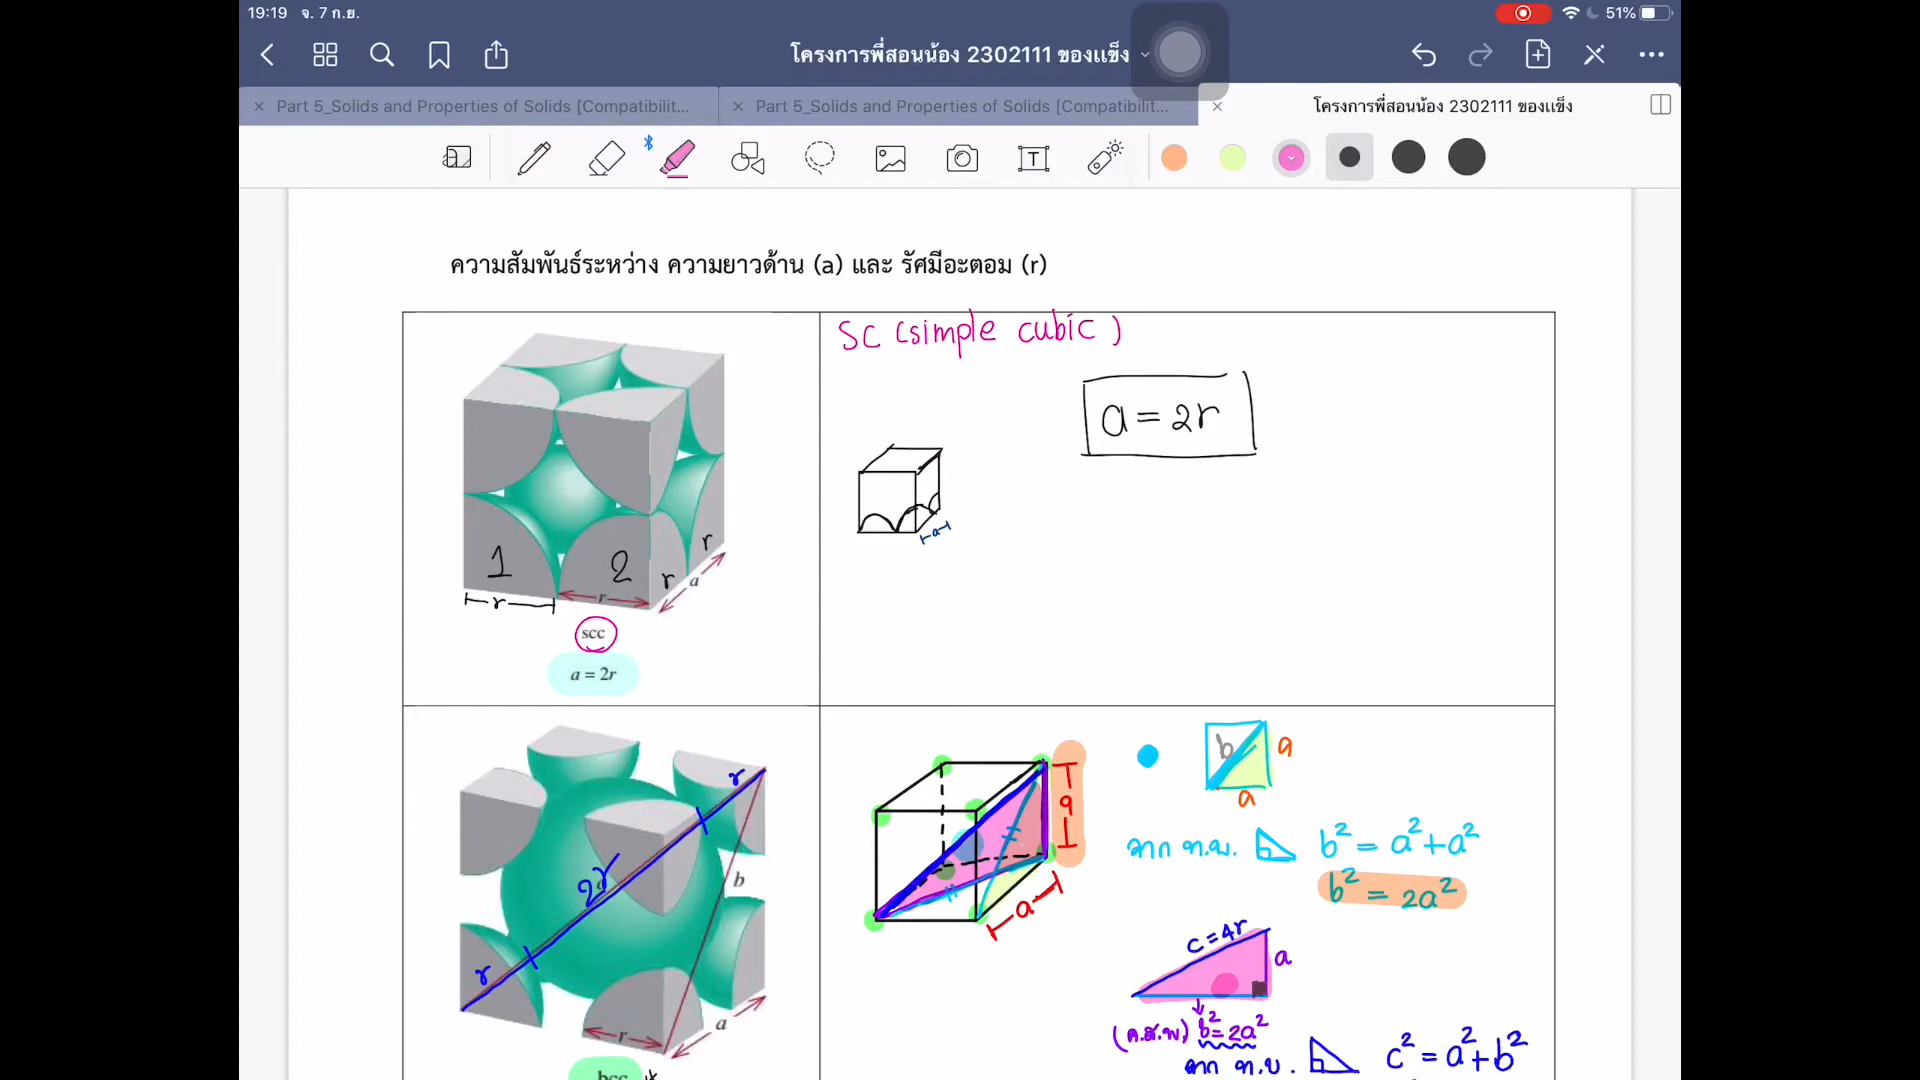 19:19 จ. 7 ก.ย.
51%
โครงการพี่สอนน้อง 2302111 ของแข็ง
Part 5_Solids and Properties of Solids [Compatibilit...
Part 5_Solids and Properties of Solids [Compatibilit...
โครงการพี่สอนน้อง 2302111 ของแข็ง
ความสัมพันธ์ระหว่าง ความยาวด้าน (a) และ รัศมีอะตอม (r)
SC (simple cubic)
a = 2r
a
1 2 r r a
r r
scc
a = 2r
r
2r
b
r
r
a
bcc
a
a
b a
a
จาก ท.พ. b² = a² + a²
b² = 2a²
c = 4r
a
(ค.ส.พ.) b² = 2a²
จาก ท.บ. c² = a² + b²